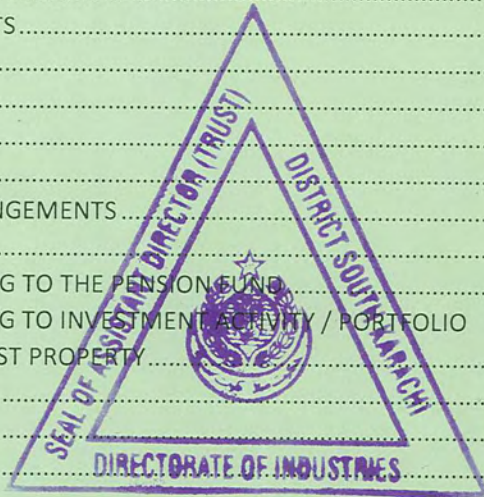 TS
NGEMENTS
G TO THE PENSION FUND
G TO INVESTMENT ACTIVITY / PORTFOLIO
ST PROPERTY
SEAL OF ASSISTANT DIRECTOR (TRUST)
DISTRICT SOUTH KARACHI
DIRECTORATE OF INDUSTRIES